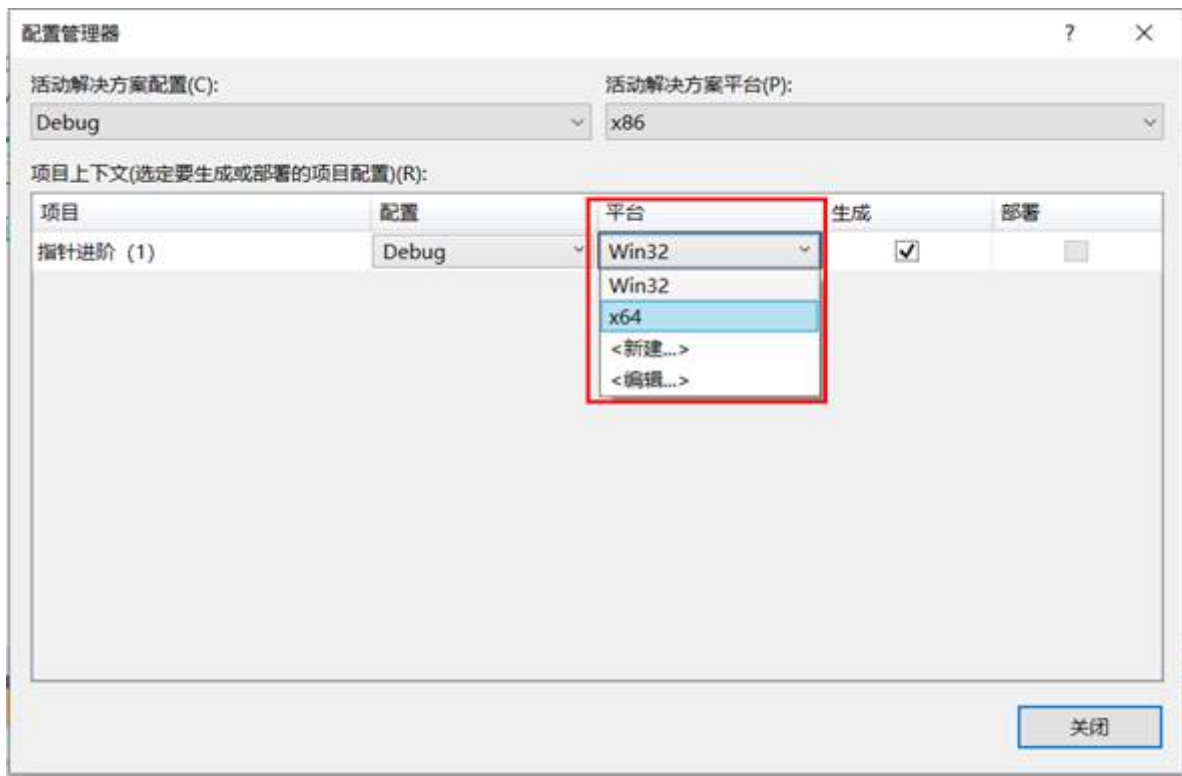 配置管理器 ?
活动解决方案配置(C): 活动解决方案平台(P):
Debug x86
项目上下文(选定要生成或部署的项目配置)(R):
项目 配置 平台 生成 部署
指针进阶 (1) Debug Win32
Win32
x64
<新建...>
<编辑...>
关闭